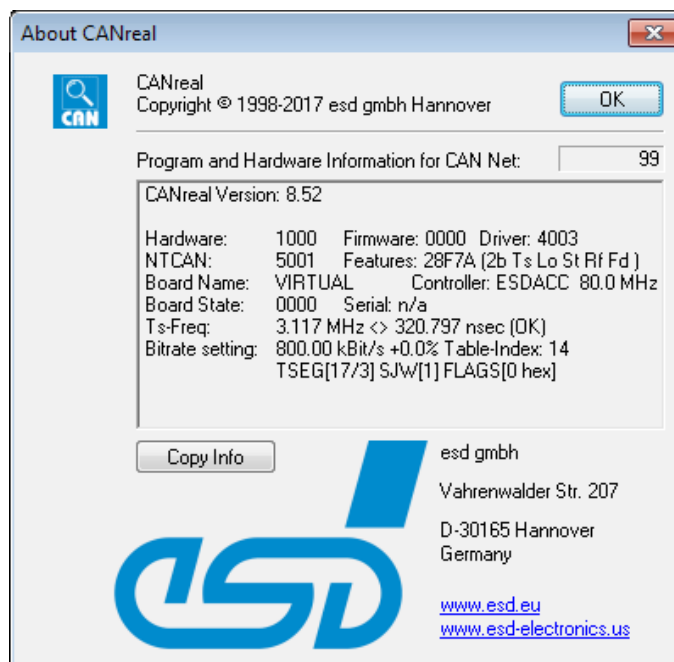 About CANreal
CAN
CANreal
Copyright © 1998-2017 esd gmbh Hannover
OK
Program and Hardware Information for CAN Net: 99
CANreal Version: 8.52
Hardware: 1000 Firmware: 0000 Driver: 4003
NTCAN: 5001 Features: 28F7A (2b Ts Lo St Rf Fd )
Board Name: VIRTUAL Controller: ESDACC 80.0 MHz
Board State: 0000 Serial: n/a
Ts-Freq: 3.117 MHz <> 320.797 nsec (OK)
Bitrate setting: 800.00 kBit/s +0.0% Table-Index: 14
TSEG[17/3] SJW[1] FLAGS[0 hex]
Copy Info
esd gmbh
Vahrenwalder Str. 207
D-30165 Hannover
Germany
esd
www.esd.eu
www.esd-electronics.us